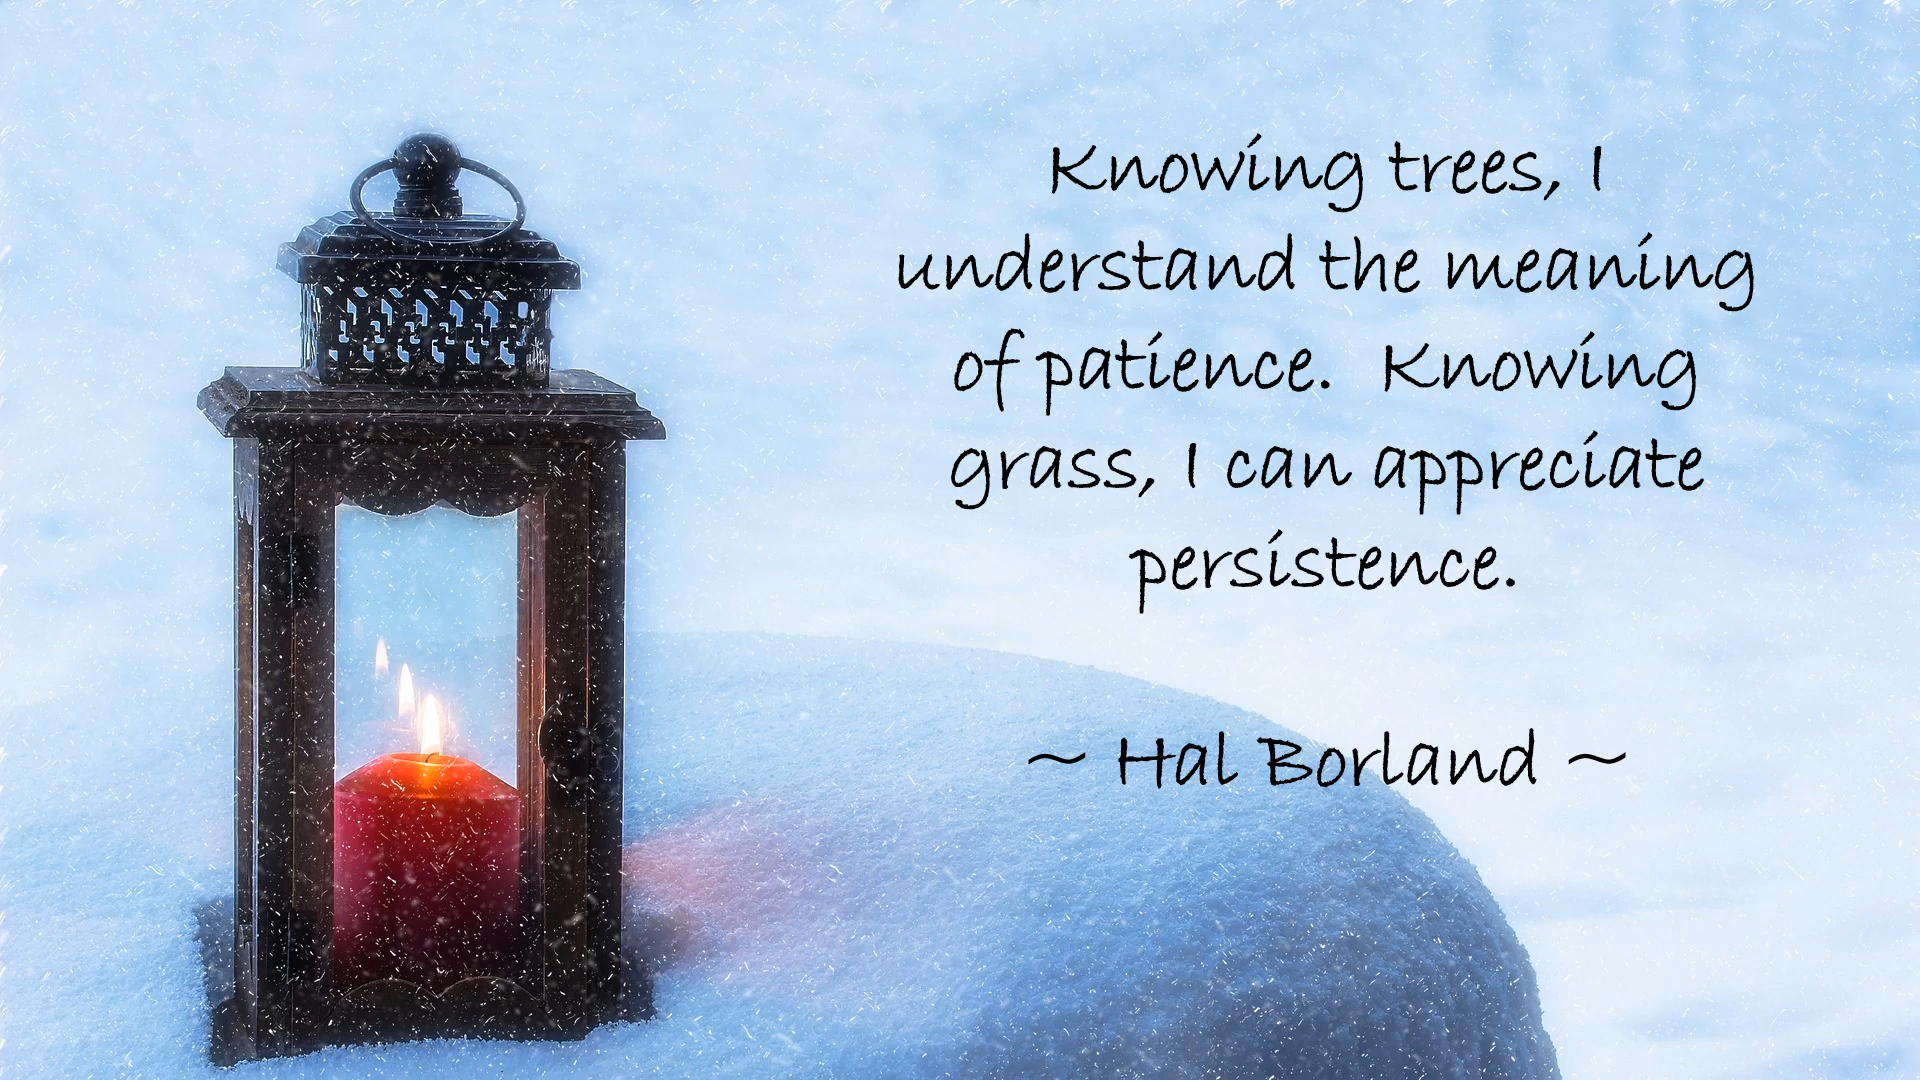 Knowing trees, I
understand the meaning
of patience.  Knowing
grass, I can appreciate
persistence.
~ Hal Borland ~